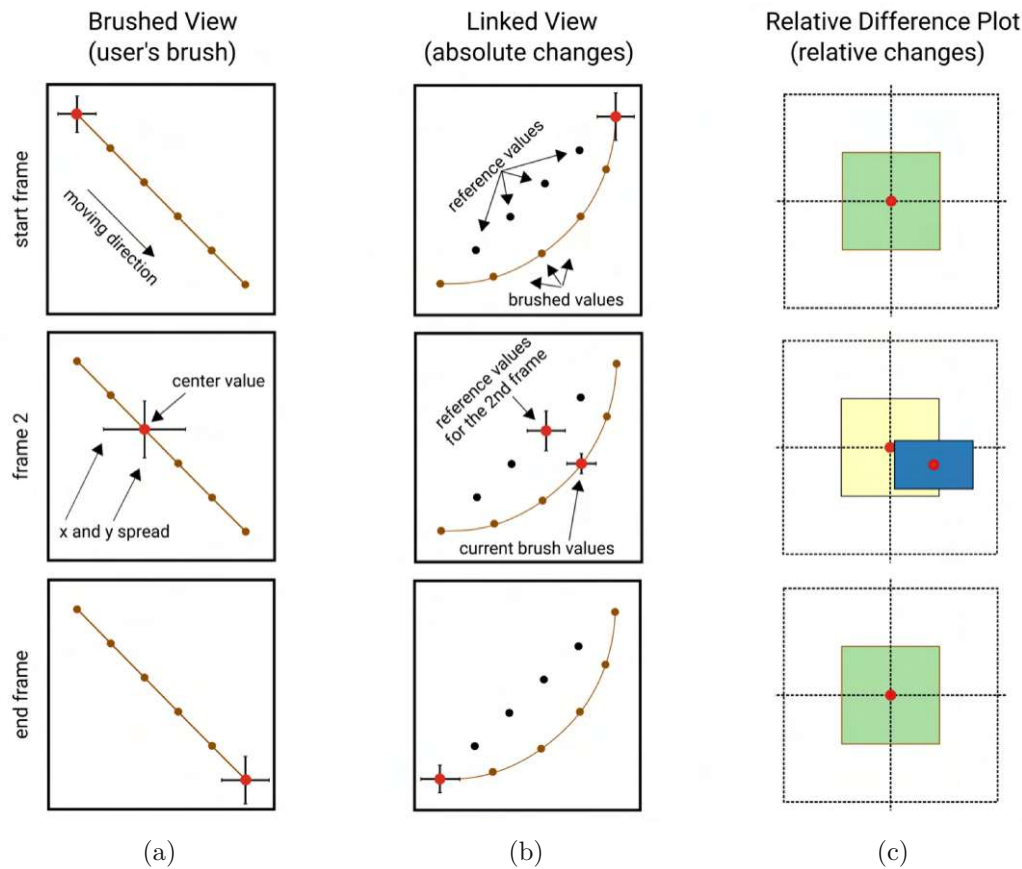 Brushed View
(user's brush)
Linked View
(absolute changes)
Relative Difference Plot
(relative changes)
start frame
moving direction
reference values
brushed values
frame 2
center value
x and y spread
reference values
for the 2nd frame
current brush values
end frame
(a)
(b)
(c)